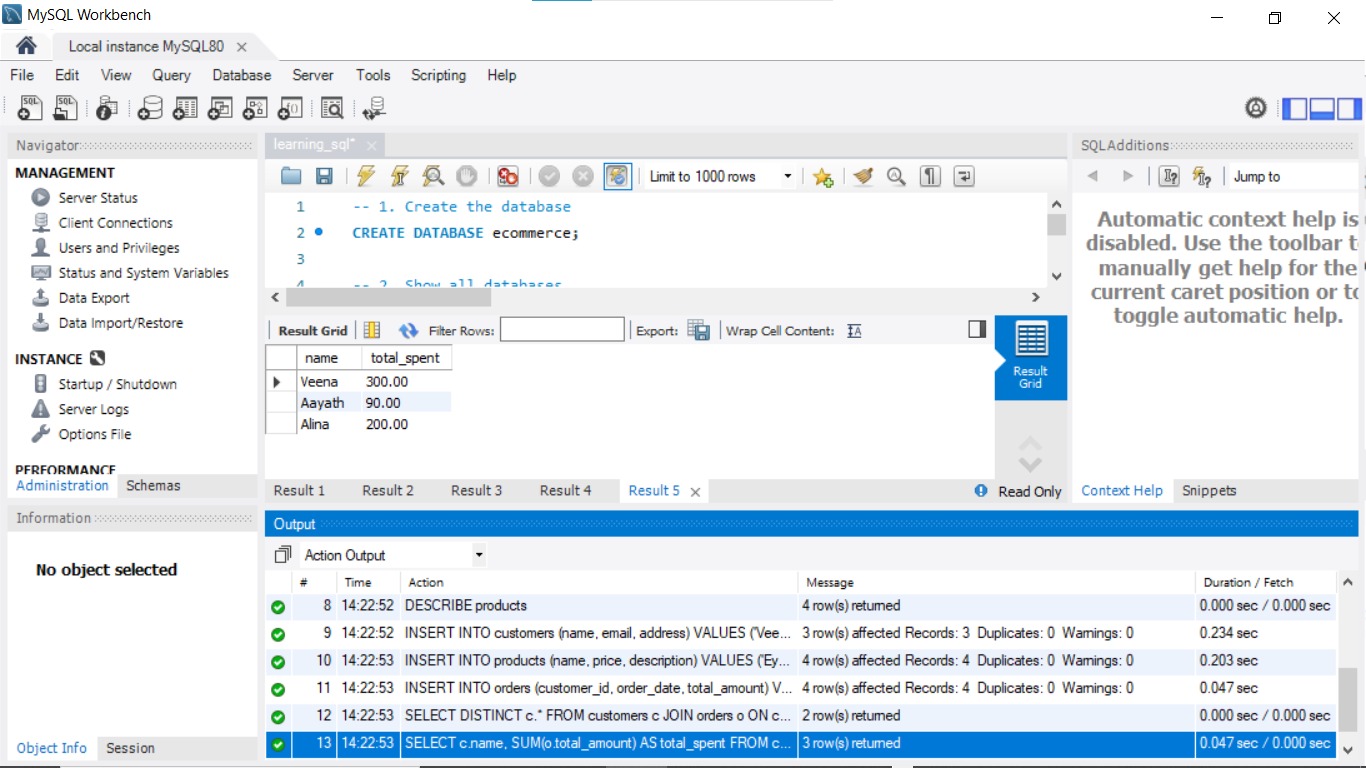 MySQL Workbench
Local instance MySQL80
File Edit View Query Database Server Tools Scripting Help
Navigator
MANAGEMENT
Server Status
Client Connections
Users and Privileges
Status and System Variables
Data Export
Data Import/Restore
INSTANCE
Startup / Shutdown
Server Logs
Options File
PERFORMANCE
Administration Schemas
Information
No object selected
Object Info Session
learning_sql*
Limit to 1000 rows
1 -- 1. Create the database
2 CREATE DATABASE ecommerce;
3
4 -- 2. Show all databases
Result Grid Filter Rows: Export: Wrap Cell Content:
name total_spent
Veena 300.00
Aayath 90.00
Alina 200.00
Result Grid
Result 1 Result 2 Result 3 Result 4 Result 5 Read Only
SQLAdditions
Jump to
Automatic context help is
disabled. Use the toolbar t
manually get help for the
current caret position or to
toggle automatic help.
Context Help Snippets
Output
Action Output
# Time Action Message Duration / Fetch
8 14:22:52 DESCRIBE products 4 row(s) returned 0.000 sec / 0.000 sec
9 14:22:52 INSERT INTO customers (name, email, address) VALUES ('Vee... 3 row(s) affected Records: 3 Duplicates: 0 Warnings: 0 0.234 sec
10 14:22:53 INSERT INTO products (name, price, description) VALUES ('Ey... 4 row(s) affected Records: 4 Duplicates: 0 Warnings: 0 0.203 sec
11 14:22:53 INSERT INTO orders (customer_id, order_date, total_amount) V... 4 row(s) affected Records: 4 Duplicates: 0 Warnings: 0 0.047 sec
12 14:22:53 SELECT DISTINCT c.* FROM customers c JOIN orders o ON c... 2 row(s) returned 0.000 sec / 0.000 sec
13 14:22:53 SELECT c.name, SUM(o.total_amount) AS total_spent FROM c... 3 row(s) returned 0.047 sec / 0.000 sec